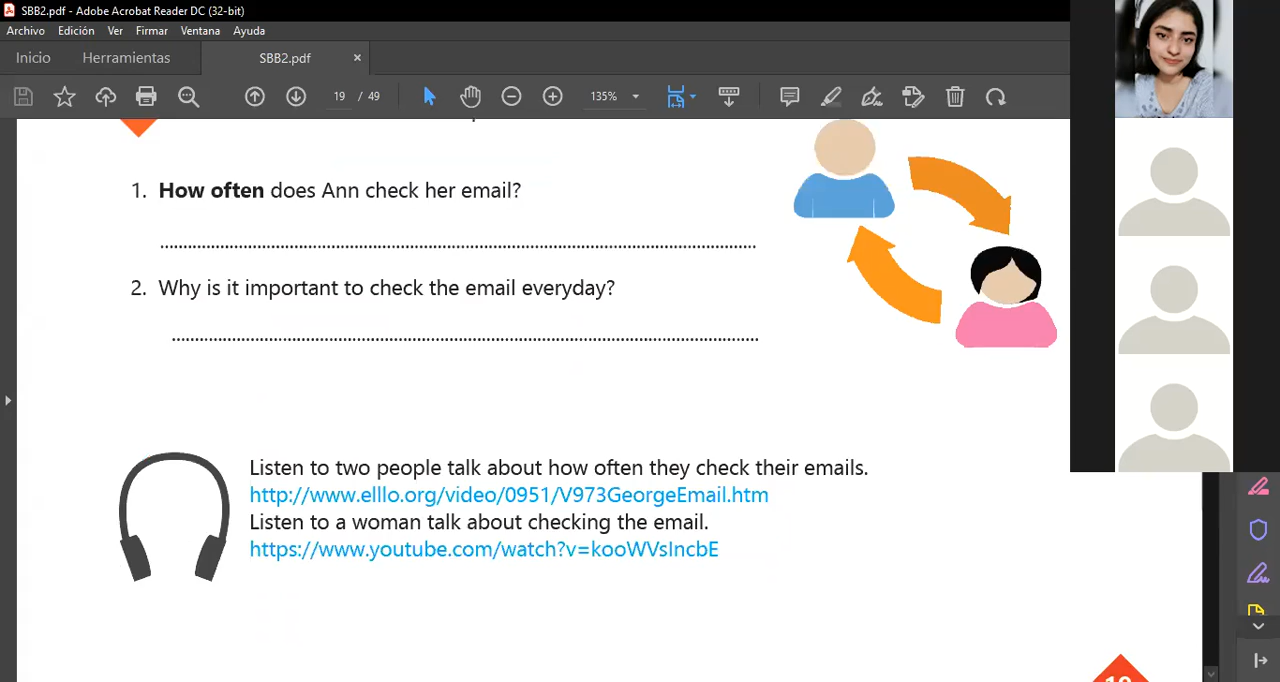 SBB2.pdf - Adobe Acrobat Reader DC (32-bit)
Archivo Edición Ver Firmar Ventana Ayuda
Inicio Herramientas SBB2.pdf ×
19 / 49 135%
1. How often does Ann check her email?
2. Why is it important to check the email everyday?
Listen to two people talk about how often they check their emails.
http://www.elllo.org/video/0951/V973GeorgeEmail.htm
Listen to a woman talk about checking the email.
https://www.youtube.com/watch?v=kooWVsIncbE